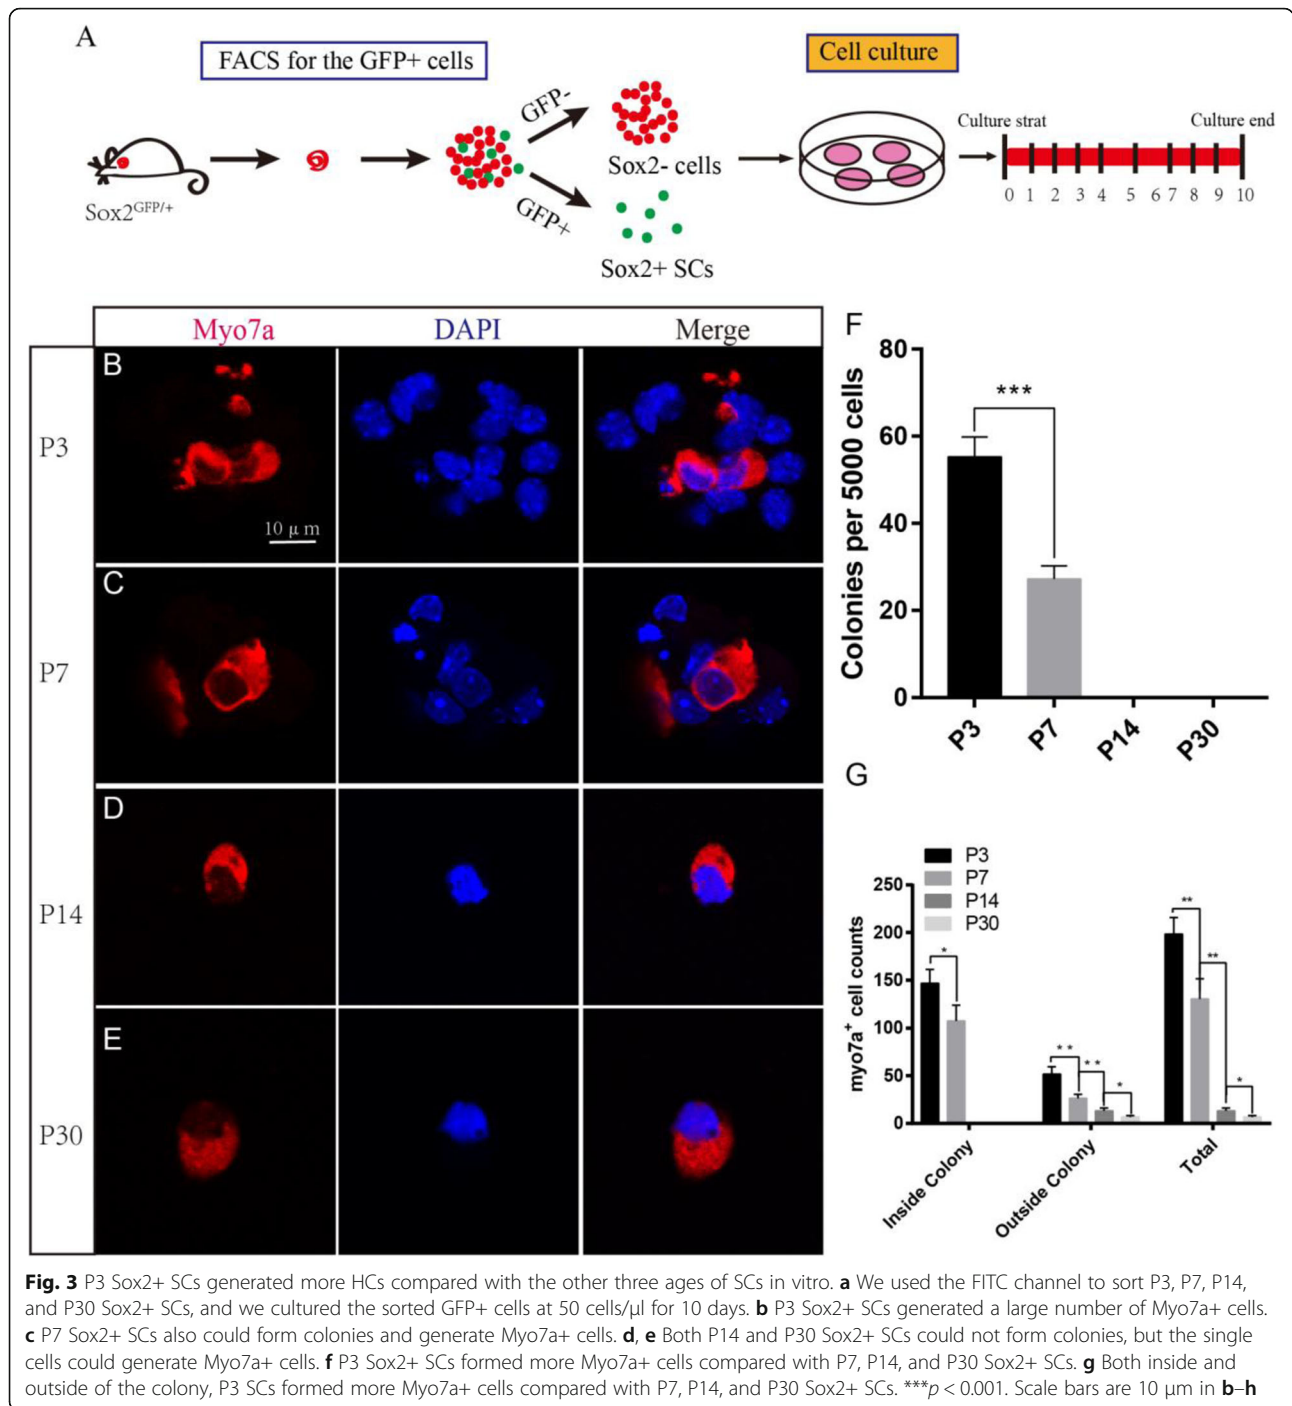 A
FACS for the GFP+ cells
Cell culture
GFP-
Culture strat
Culture end
Sox2- cells
Sox2GFP/+
GFP+
0 1 2 3 4 5 6 7 8 9 10
Sox2+ SCs
Myo7a DAPI Merge
P3
B
10 μm
P7
C
P14
D
P30
E
F
Colonies per 5000 cells
80
60
40
20
0
***
P3 P7 P14 P30
G
P3
P7
P14
P30
myo7a+ cell counts
250
200
150
100
50
0
*
** ** *
** ** *
Inside Colony
Outside Colony
Total
Fig. 3 P3 Sox2+ SCs generated more HCs compared with the other three ages of SCs in vitro. a We used the FITC channel to sort P3, P7, P14,
and P30 Sox2+ SCs, and we cultured the sorted GFP+ cells at 50 cells/μl for 10 days. b P3 Sox2+ SCs generated a large number of Myo7a+ cells.
c P7 Sox2+ SCs also could form colonies and generate Myo7a+ cells. d, e Both P14 and P30 Sox2+ SCs could not form colonies, but the single
cells could generate Myo7a+ cells. f P3 Sox2+ SCs formed more Myo7a+ cells compared with P7, P14, and P30 Sox2+ SCs. g Both inside and
outside of the colony, P3 SCs formed more Myo7a+ cells compared with P7, P14, and P30 Sox2+ SCs. ***p < 0.001. Scale bars are 10 μm in b–h